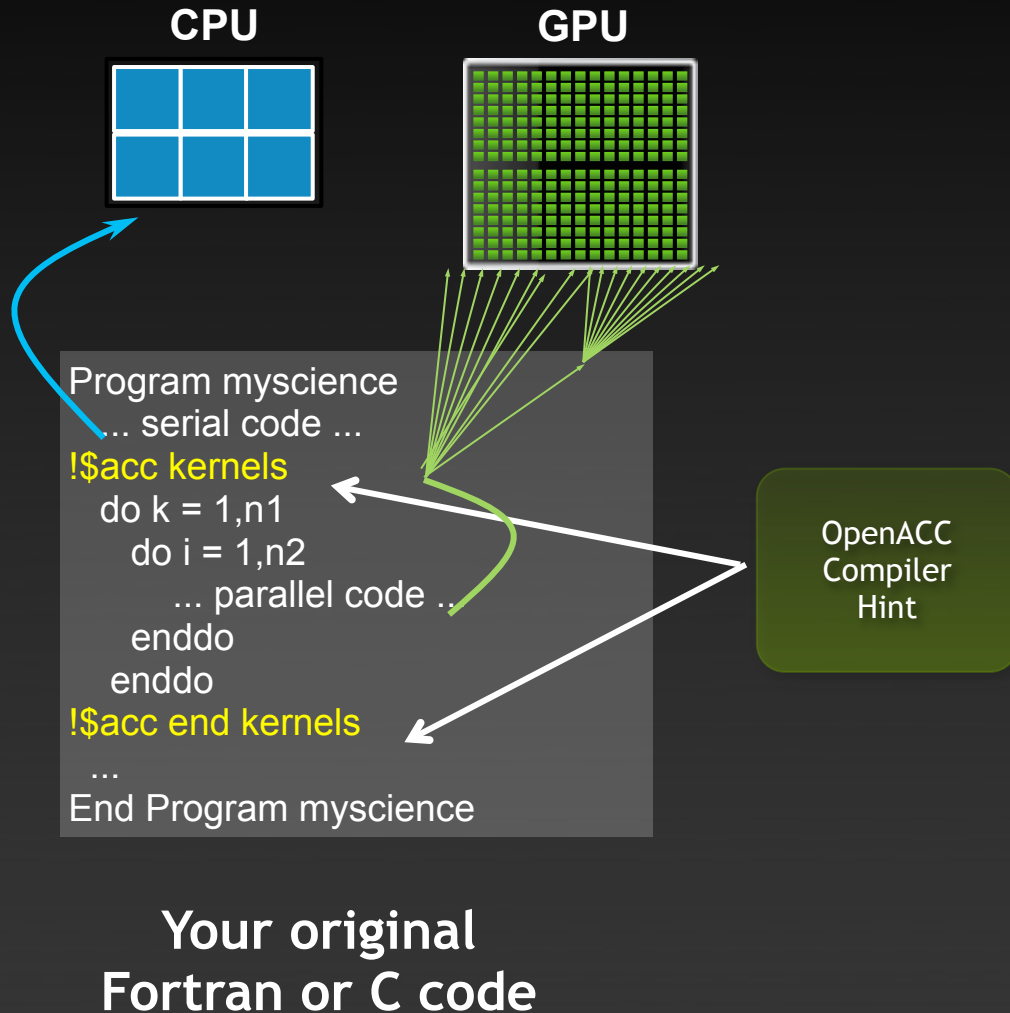 CPU
GPU
Program myscience
... serial code ...
!$acc kernels
do k = 1,n1
do i = 1,n2
... parallel code ..
enddo
enddo
!$acc end kernels
...
End Program myscience
OpenACC
Compiler
Hint
Your original
Fortran or C code